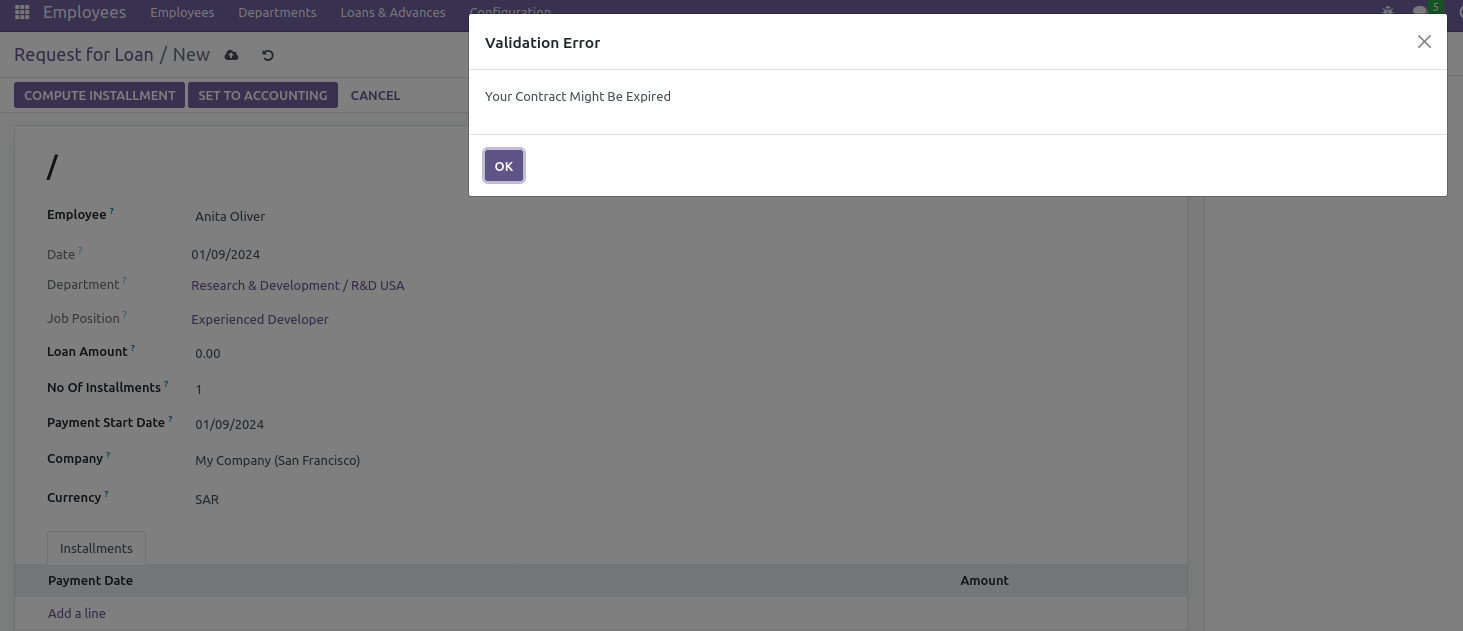 Employees Employees Departments Loans & Advances Configuration 5
Validation Error
Request for Loan / New
COMPUTE INSTALLMENT SET TO ACCOUNTING CANCEL
Your Contract Might Be Expired
OK
/
Employee ? Anita Oliver
Date ? 01/09/2024
Department ? Research & Development / R&D USA
Job Position ? Experienced Developer
Loan Amount ? 0.00
No Of Installments ? 1
Payment Start Date ? 01/09/2024
Company ? My Company (San Francisco)
Currency ? SAR
Installments
Payment Date Amount
Add a line